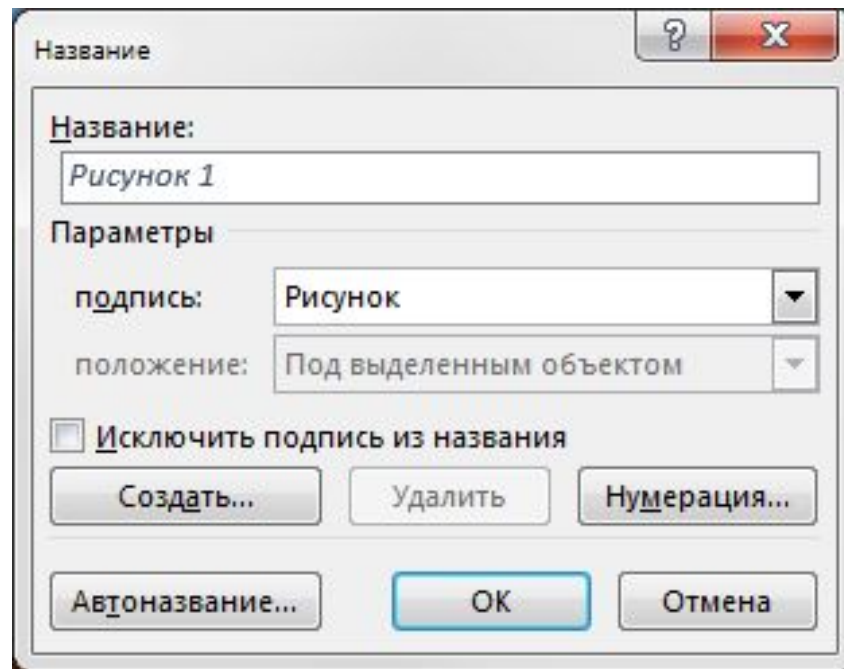 Название
Название:
Рисунок 1
Параметры
подпись: Рисунок
положение: Под выделенным объектом
Исключить подпись из названия
Создать... Удалить Нумерация...
Автоназвание... ОК Отмена